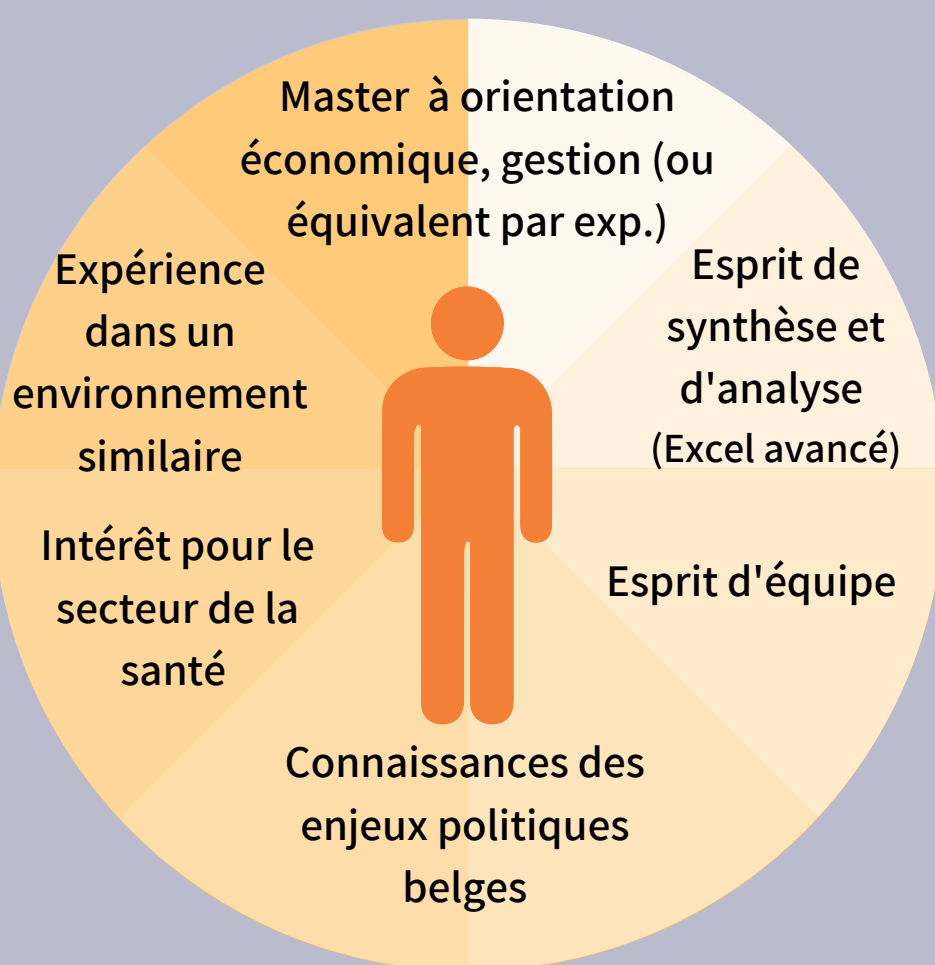 Master à orientation
économique, gestion (ou
équivalent par exp.)
Esprit de
synthèse et
d'analyse
(Excel avancé)
Esprit d'équipe
Connaissances des
enjeux politiques
belges
Intérêt pour le
secteur de la
santé
Expérience
dans un
environnement
similaire